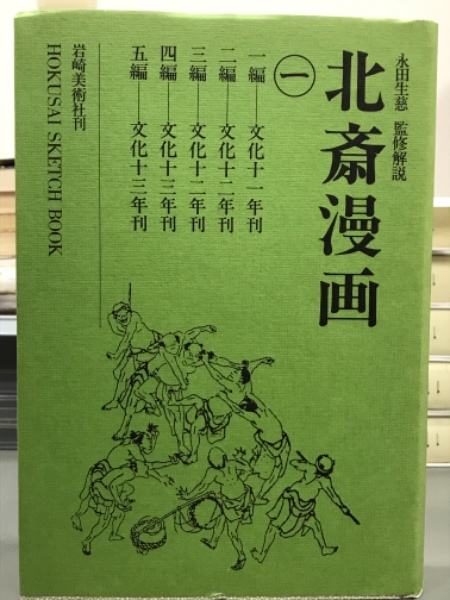 永田生慈 監修解説
北斎漫画
一
一編――文化十一年刊
二編――文化十二年刊
三編――文化十二年刊
四編――文化十三年刊
五編――文化十三年刊
岩崎美術社刊
HOKUSAI SKETCH BOOK